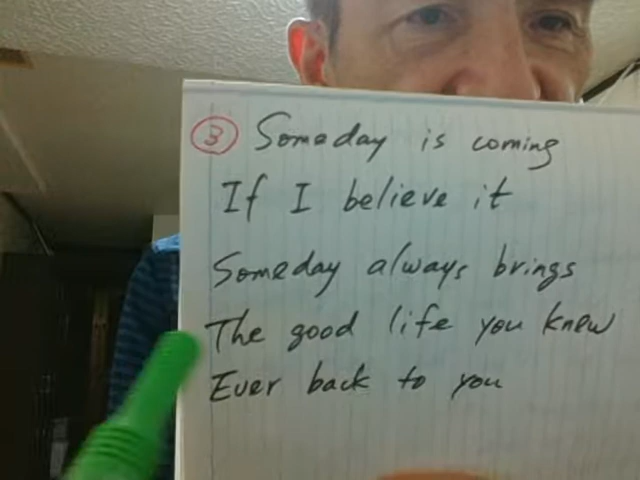 3 Someday is coming
If I believe it
Someday always brings
The good life you knew
Ever back to you